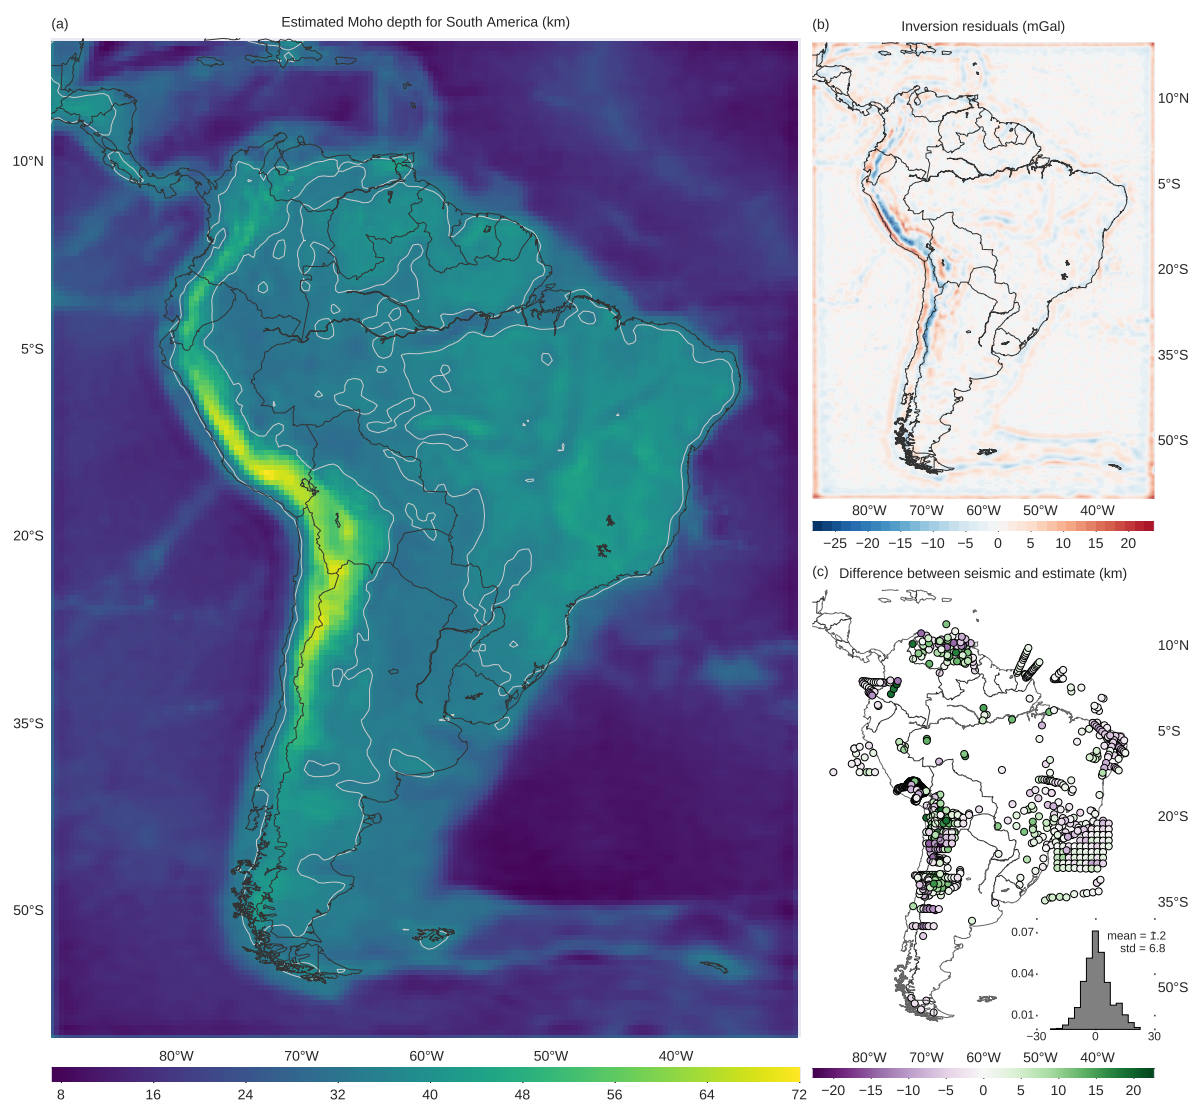 (a)
Estimated Moho depth for South America (km)
10°N
5°S
20°S
35°S
50°S
80°W 70°W 60°W 50°W 40°W
8 16 24 32 40 48 56 64 72
(b)
Inversion residuals (mGal)
10°N
5°S
20°S
35°S
50°S
80°W 70°W 60°W 50°W 40°W
−25 −20 −15 −10 −5 0 5 10 15 20
(c)
Difference between seismic and estimate (km)
10°N
5°S
20°S
35°S
50°S
0.07
0.04
0.01
mean = 1.2
std = 6.8
−30 0 30
80°W 70°W 60°W 50°W 40°W
−20 −15 −10 −5 0 5 10 15 20